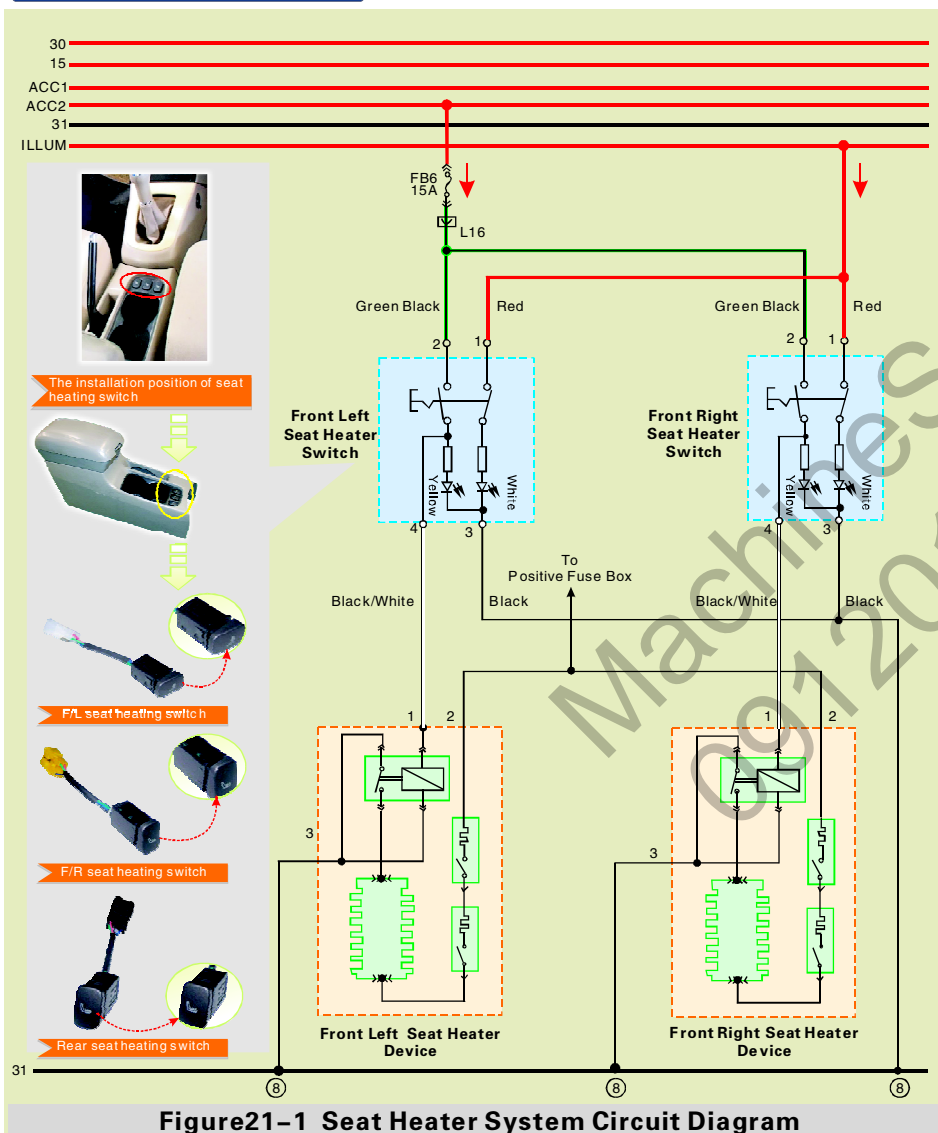 30
15
ACC1
ACC2
31
ILLUM
FB6
15A
L16
Green Black
Red
Green Black
Red
2
1
2
1
The installation position of seat
heating switch
Front Left
Seat Heater
Switch
Front Right
Seat Heater
Switch
Yellow
White
Yellow
White
4
3
4
3
To
Positive Fuse Box
Black/White
Black
Black/White
Black
F/L seat heating switch
1
2
1
2
3
3
F/R seat heating switch
Rear seat heating switch
Front Left Seat Heater
Device
Front Right Seat Heater
Device
31
8
8
8
Figure21-1 Seat Heater System Circuit Diagram
MachineS